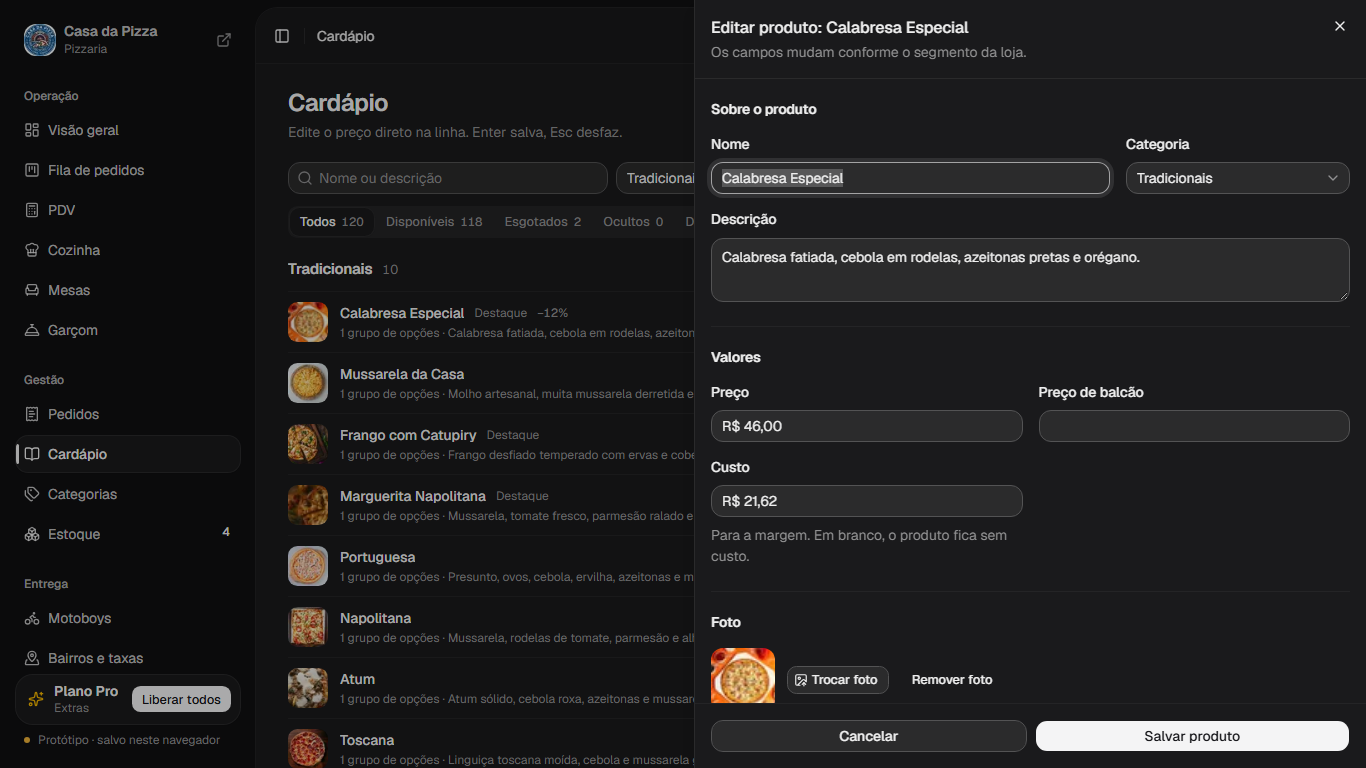 Casa da Pizza
Pizzaria
Operação
Visão geral
Fila de pedidos
PDV
Cozinha
Mesas
Garçom
Gestão
Pedidos
Cardápio
Categorias
Estoque 4
Entrega
Motoboys
Bairros e taxas
Plano Pro
Extras
Liberar todos
Protótipo · salvo neste navegador
Cardápio
Cardápio
Edite o preço direto na linha. Enter salva, Esc desfaz.
Nome ou descrição
Tradicionai
Todos 120 Disponíveis 118 Esgotados 2 Ocultos 0 D
Tradicionais 10
Calabresa Especial Destaque −12%
1 grupo de opções · Calabresa fatiada, cebola em rodelas, azeiton
Mussarela da Casa
1 grupo de opções · Molho artesanal, muita mussarela derretida e
Frango com Catupiry Destaque
1 grupo de opções · Frango desfiado temperado com ervas e cobe
Marguerita Napolitana Destaque
1 grupo de opções · Mussarela, tomate fresco, parmesão ralado e
Portuguesa
1 grupo de opções · Presunto, ovos, cebola, ervilha, azeitonas e m
Napolitana
1 grupo de opções · Mussarela, rodelas de tomate, parmesão e alh
Atum
1 grupo de opções · Atum sólido, cebola roxa, azeitonas e mussare
Toscana
1 grupo de opções · Linguiça toscana moída, cebola e mussarela
Editar produto: Calabresa Especial
Os campos mudam conforme o segmento da loja.
Sobre o produto
Nome Categoria
Calabresa Especial Tradicionais
Descrição
Calabresa fatiada, cebola em rodelas, azeitonas pretas e orégano.
Valores
Preço Preço de balcão
R$ 46,00
Custo
R$ 21,62
Para a margem. Em branco, o produto fica sem
custo.
Foto
Trocar foto Remover foto
Cancelar Salvar produto